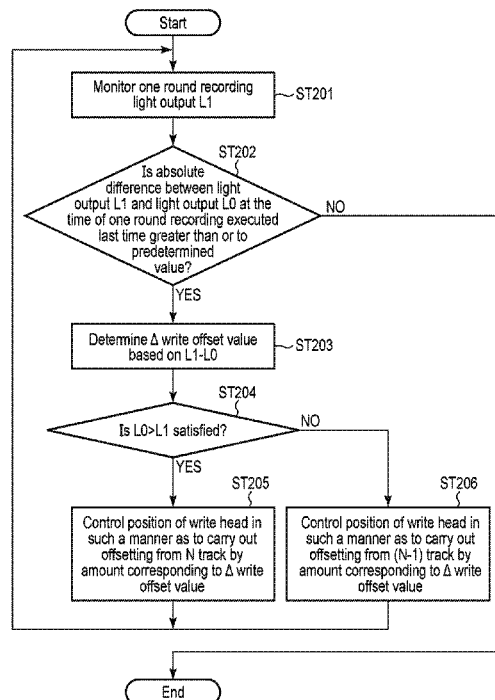 Start
Monitor one round recording
light output L1
ST201
ST202
Is absolute
difference between light
output L1 and light output L0 at the
time of one round recording executed
last time greater than or to
predetermined
value?
NO
YES
Determine Δ write offset value
based on L1-L0
ST203
ST204
Is L0>L1 satisfied?
NO
YES
ST205
Control position of write head in
such a manner as to carry out
offsetting from N track by
amount corresponding to Δ write
offset value
ST206
Control position of write head in
such a manner as to carry out
offsetting from (N-1) track by
amount corresponding to Δ write
offset value
End